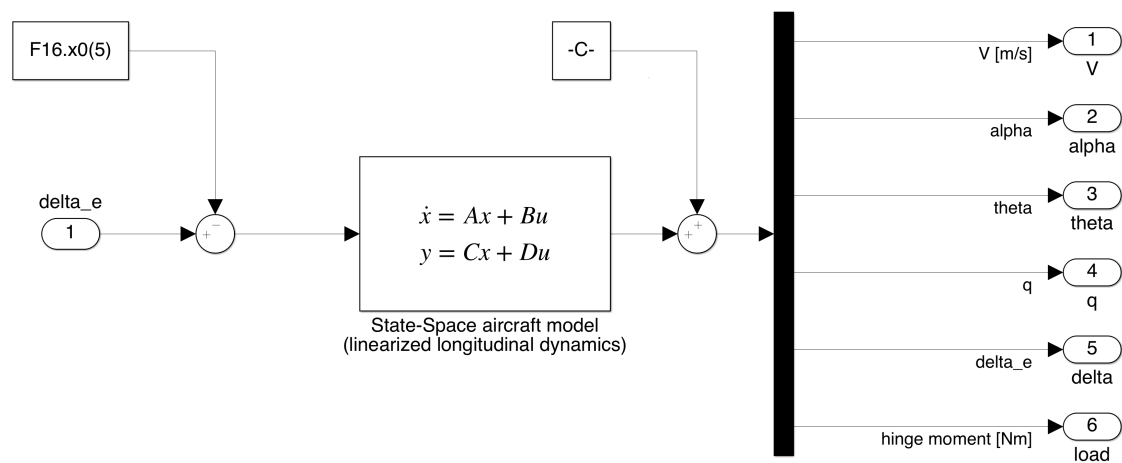 F16.x0(5)
-C-
delta_e
1
+ −
ẋ = Ax + Bu
y = Cx + Du
State-Space aircraft model
(linearized longitudinal dynamics)
+ +
V [m/s]
1
V
alpha
2
alpha
theta
3
theta
q
4
q
delta_e
5
delta
hinge moment [Nm]
6
load